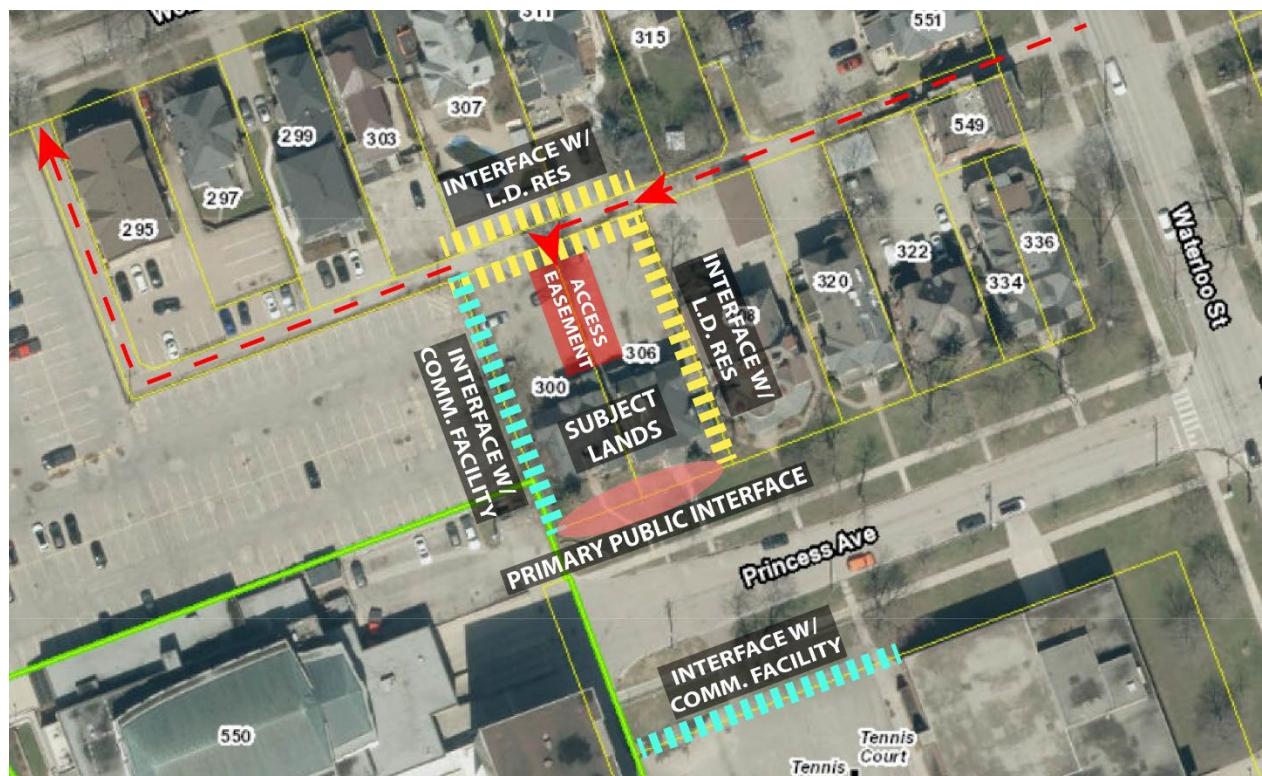 311
315
551
307
303
299
297
295
549
INTERFACE W/
L.D. RES
336
334
322
320
Waterloo St
ACCESS
EASEMENT
INTERFACE W/
L.D. RES
306
300
INTERFACE W/
COMM. FACILITY
SUBJECT
LANDS
PRIMARY PUBLIC INTERFACE
Princess Ave
INTERFACE W/
COMM. FACILITY
550
Tennis
Court
Tennis